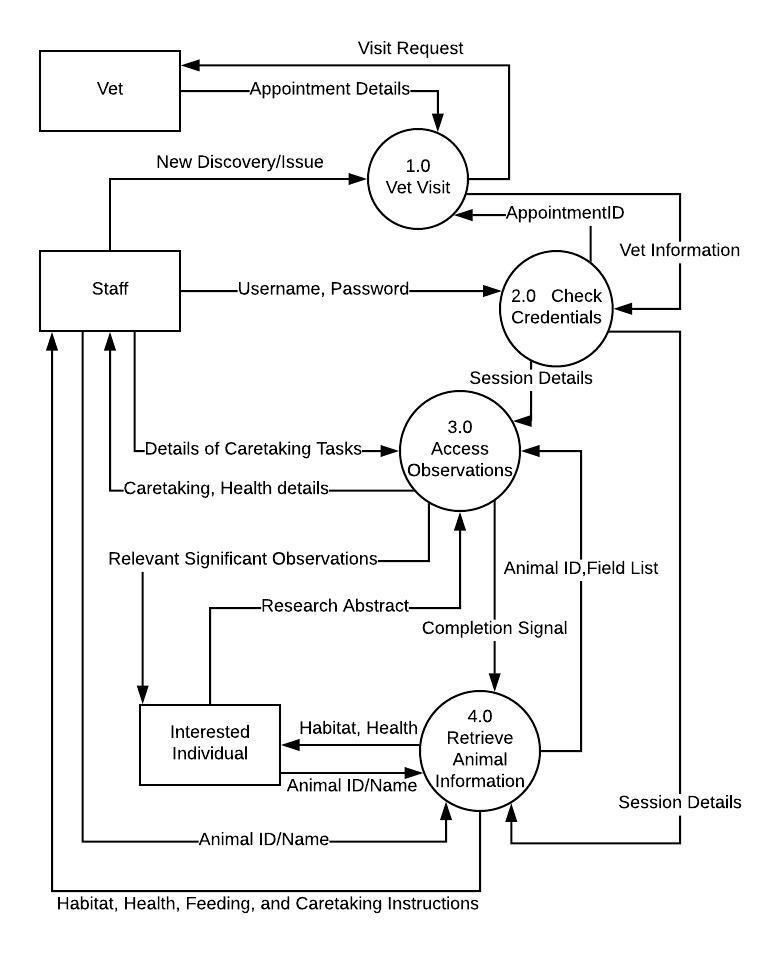 Visit Request
Vet
Appointment Details
New Discovery/Issue
1.0
Vet Visit
AppointmentID
Vet Information
Staff
Username, Password
2.0 Check
Credentials
Session Details
3.0
Access
Observations
Details of Caretaking Tasks
Caretaking, Health details
Relevant Significant Observations
Animal ID,Field List
Research Abstract
Completion Signal
Interested
Individual
Habitat, Health
4.0
Retrieve
Animal
Information
Animal ID/Name
Session Details
Animal ID/Name
Habitat, Health, Feeding, and Caretaking Instructions